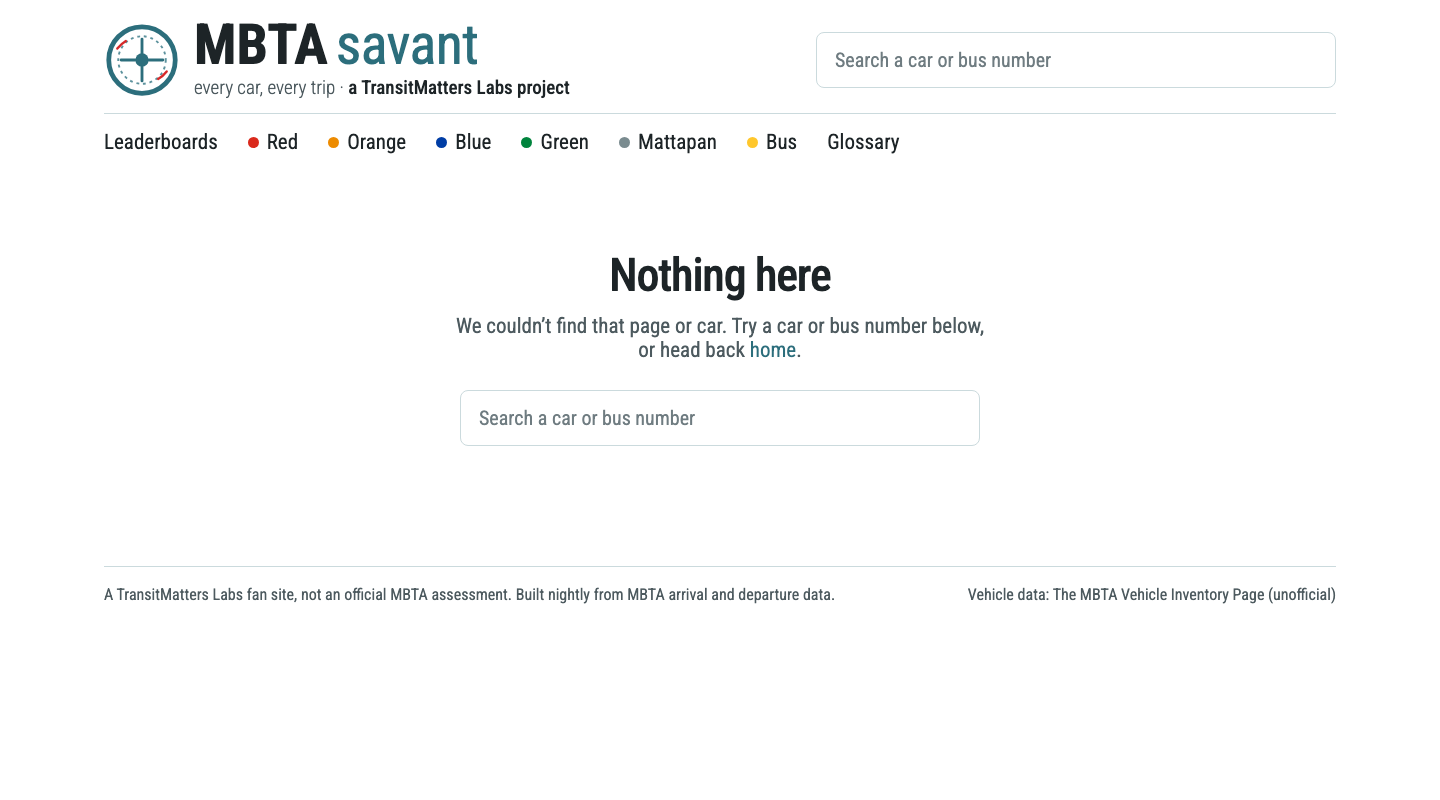 MBTA savant
every car, every trip · a TransitMatters Labs project
Search a car or bus number
Leaderboards Red Orange Blue Green Mattapan Bus Glossary
Nothing here
We couldn’t find that page or car. Try a car or bus number below,
or head back home.
Search a car or bus number
A TransitMatters Labs fan site, not an official MBTA assessment. Built nightly from MBTA arrival and departure data.
Vehicle data: The MBTA Vehicle Inventory Page (unofficial)